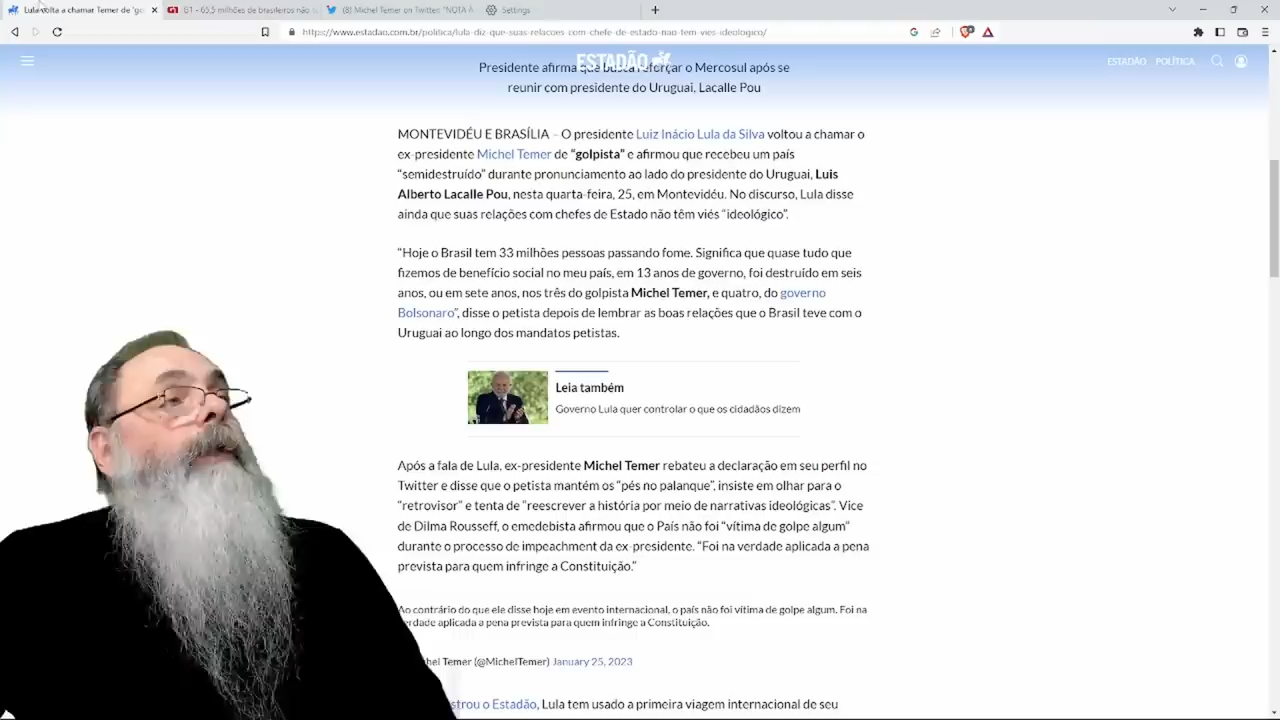 Lula volta a chamar Temer de 'go
G1 - 65,5 milhões de brasileiros não t
(8) Michel Temer on Twitter: "NOTA À
Settings
https://www.estadao.com.br/politica/lula-diz-que-suas-relacoes-com-chefe-de-estado-nao-tem-vies-ideologico/
ESTADÃO
ESTADÃO POLÍTICA
Presidente afirma que busca reforçar o Mercosul após se
reunir com presidente do Uruguai, Lacalle Pou
MONTEVIDÉU E BRASÍLIA – O presidente Luiz Inácio Lula da Silva voltou a chamar o
ex-presidente Michel Temer de “golpista” e afirmou que recebeu um país
“semidestruído” durante pronunciamento ao lado do presidente do Uruguai, Luis
Alberto Lacalle Pou, nesta quarta-feira, 25, em Montevidéu. No discurso, Lula disse
ainda que suas relações com chefes de Estado não têm viés “ideológico”.
“Hoje o Brasil tem 33 milhões pessoas passando fome. Significa que quase tudo que
fizemos de benefício social no meu país, em 13 anos de governo, foi destruído em seis
anos, ou em sete anos, nos três do golpista Michel Temer, e quatro, do governo
Bolsonaro”, disse o petista depois de lembrar as boas relações que o Brasil teve com o
Uruguai ao longo dos mandatos petistas.
Leia também
Governo Lula quer controlar o que os cidadãos dizem
Após a fala de Lula, ex-presidente Michel Temer rebateu a declaração em seu perfil no
Twitter e disse que o petista mantém os “pés no palanque”, insiste em olhar para o
“retrovisor” e tenta de “reescrever a história por meio de narrativas ideológicas”. Vice
de Dilma Rousseff, o emedebista afirmou que o País não foi “vítima de golpe algum”
durante o processo de impeachment da ex-presidente. “Foi na verdade aplicada a pena
prevista para quem infringe a Constituição.”
Ao contrário do que ele disse hoje em evento internacional, o país não foi vítima de golpe algum. Foi na
erdade aplicada a pena prevista para quem infringe a Constituição.
hel Temer (@MichelTemer) January 25, 2023
strou o Estadão, Lula tem usado a primeira viagem internacional de seu